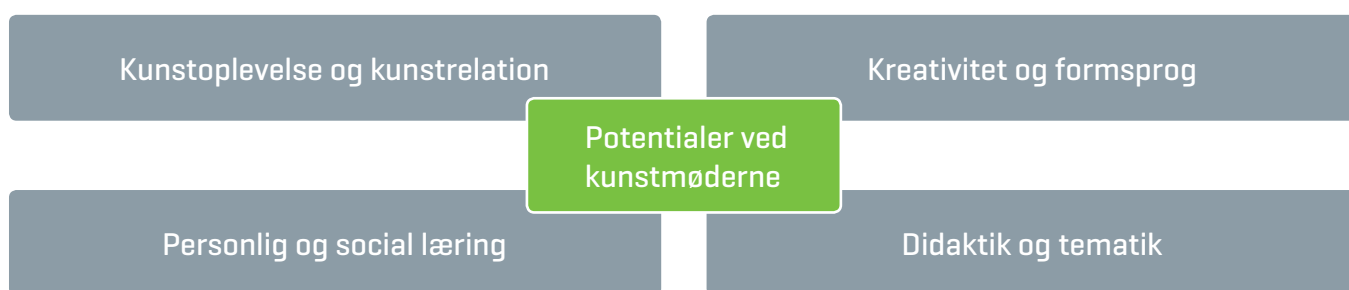 Kunstoplevelse og kunstrelation
Kreativitet og formsprog
Potentialer ved
kunstmøderne
Personlig og social læring
Didaktik og tematik